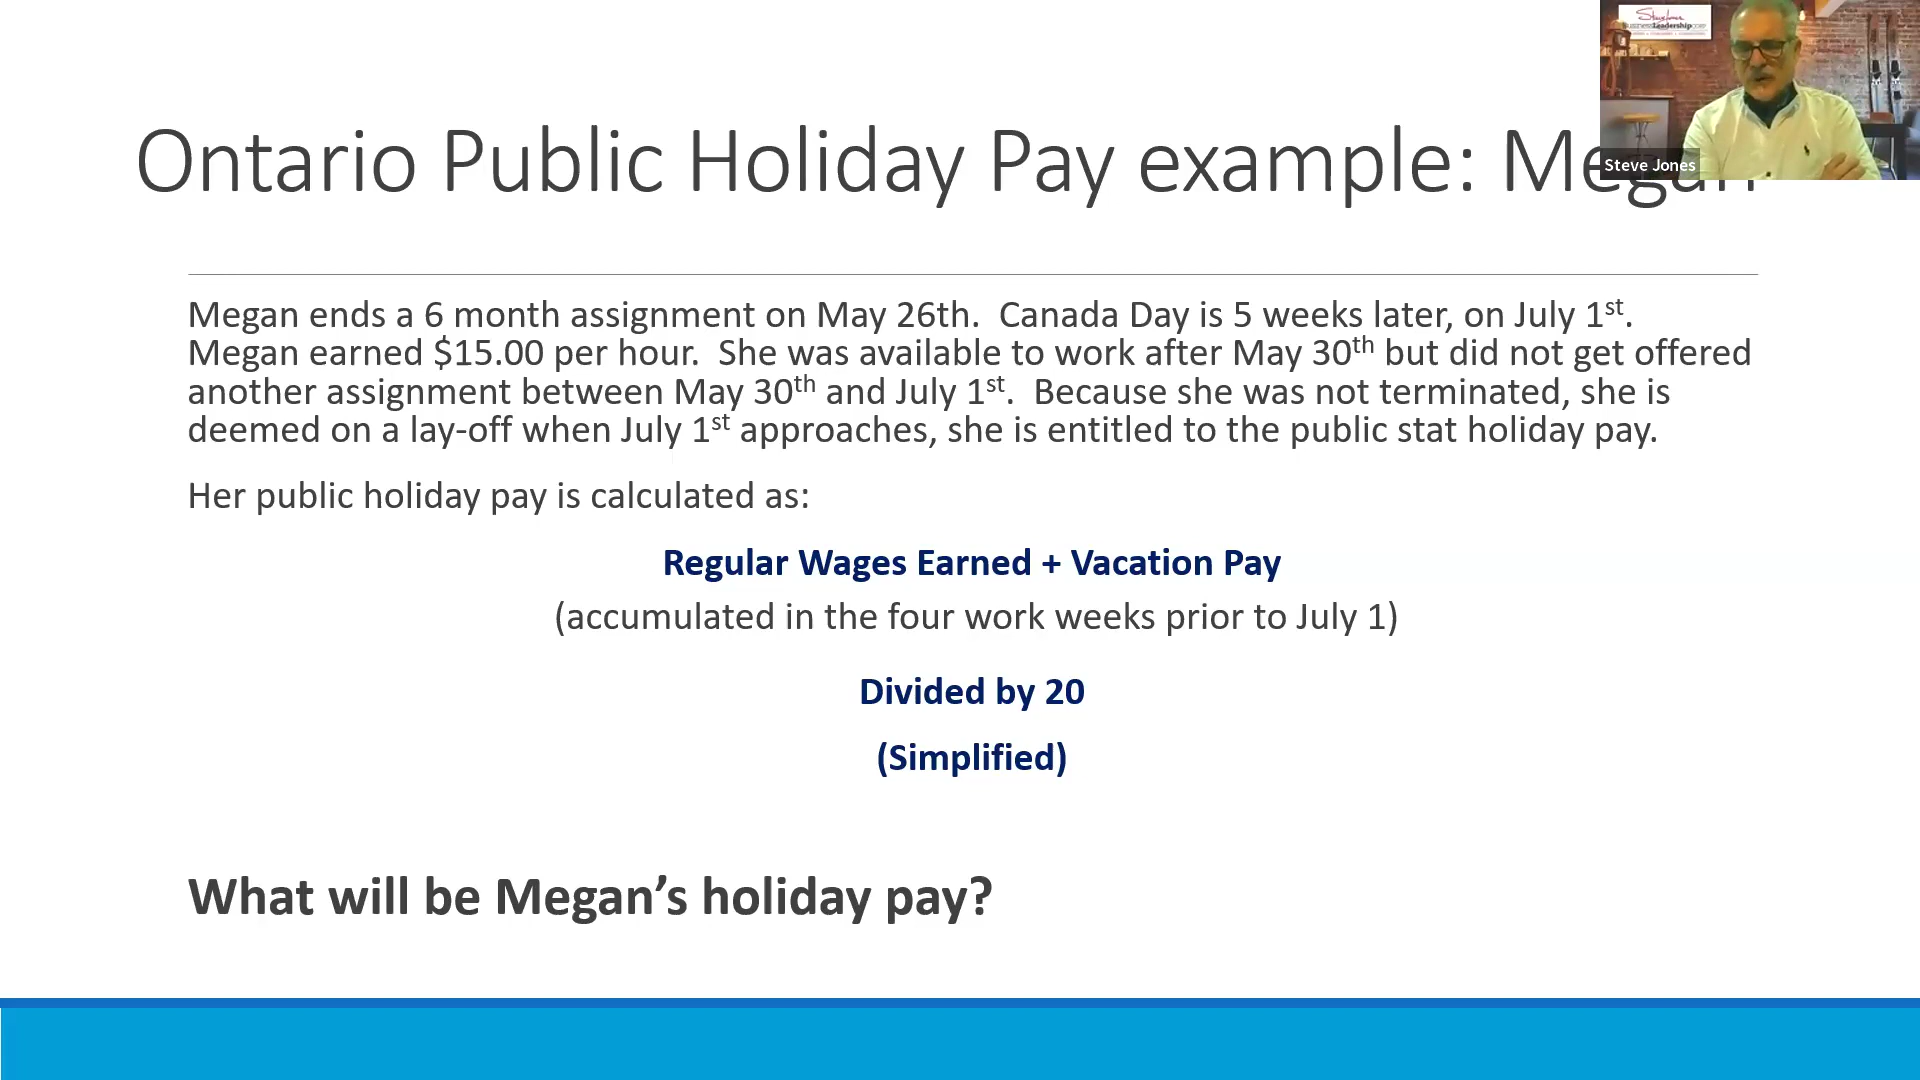 Ontario Public Holiday Pay example: Megan
Steve Jones
Megan ends a 6 month assignment on May 26th. Canada Day is 5 weeks later, on July 1st.
Megan earned $15.00 per hour. She was available to work after May 30th but did not get offered
another assignment between May 30th and July 1st. Because she was not terminated, she is
deemed on a lay-off when July 1st approaches, she is entitled to the public stat holiday pay.
Her public holiday pay is calculated as:
Regular Wages Earned + Vacation Pay
(accumulated in the four work weeks prior to July 1)
Divided by 20
(Simplified)
What will be Megan’s holiday pay?